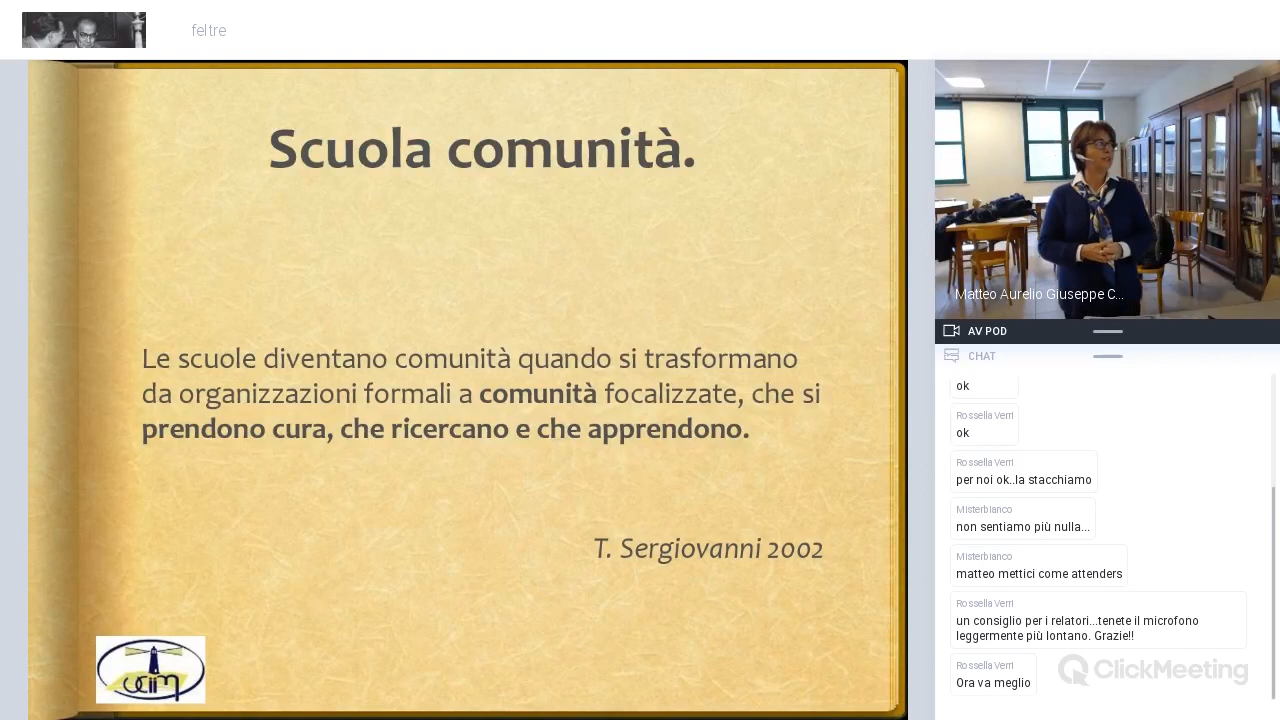 feltre
Scuola comunità.
Le scuole diventano comunità quando si trasformano
da organizzazioni formali a comunità focalizzate, che si
prendono cura, che ricercano e che apprendono.
T. Sergiovanni 2002
uciim
Matteo Aurelio Giuseppe C...
AV POD
CHAT
ok
Rossella Verri
ok
Rossella Verri
per noi ok..la stacchiamo
Misterbianco
non sentiamo più nulla...
Misterbianco
matteo mettici come attenders
Rossella Verri
un consiglio per i relatori...tenete il microfono
leggermente più lontano. Grazie!!
Rossella Verri
Ora va meglio
ClickMeeting